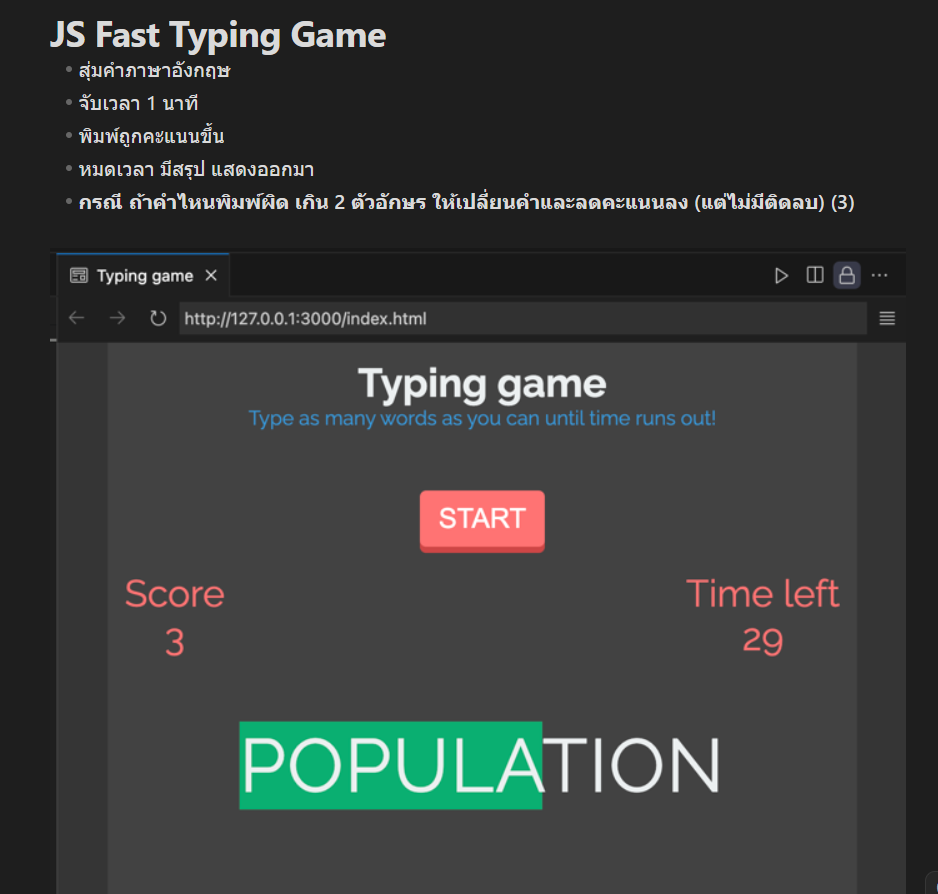 JS Fast Typing Game
• สุ่มคำภาษาอังกฤษ
• จับเวลา 1 นาที
• พิมพ์ถูกคะแนนขึ้น
• หมดเวลา มีสรุป แสดงออกมา
• กรณี ถ้าคำไหนพิมพ์ผิด เกิน 2 ตัวอักษร ให้เปลี่ยนคำและลดคะแนนลง (แต่ไม่มีติดลบ) (3)
Typing game
http://127.0.0.1:3000/index.html
Typing game
Type as many words as you can until time runs out!
START
Score
3
Time left
29
POPULATION